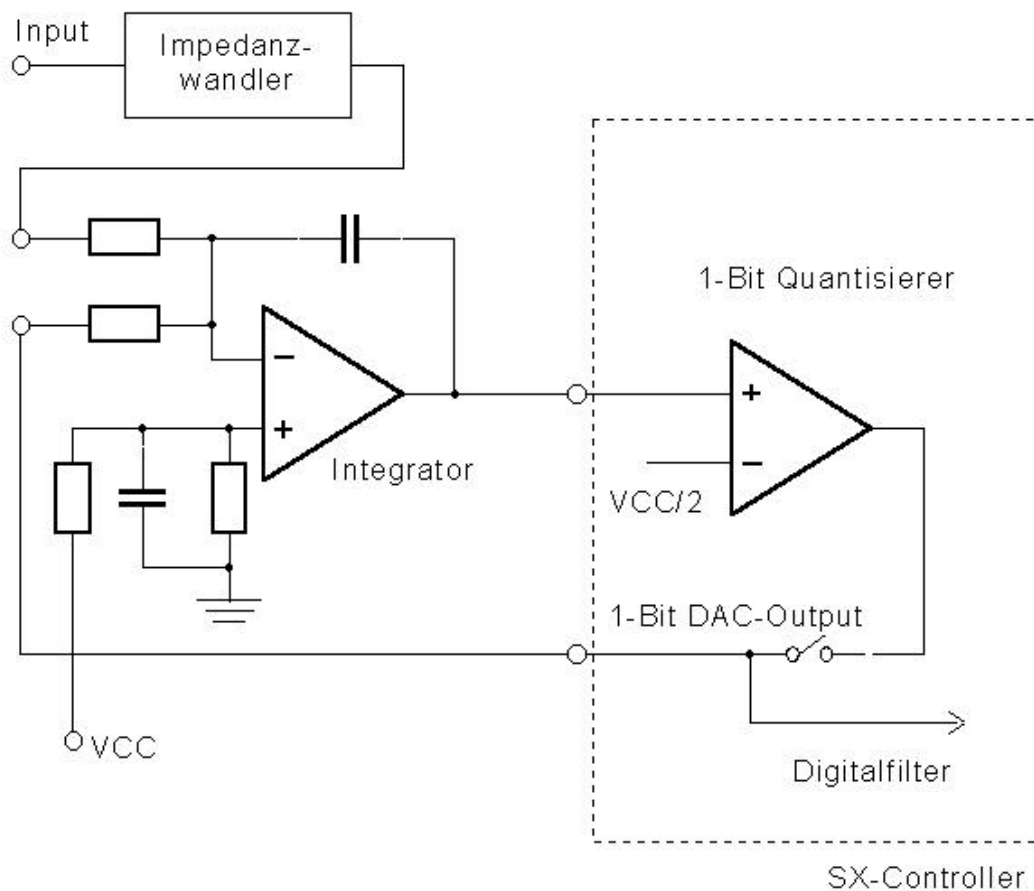 Input
Impedanz-
wandler
1-Bit Quantisierer
−
+
+
−
Integrator
VCC/2
1-Bit DAC-Output
VCC
Digitalfilter
SX-Controller